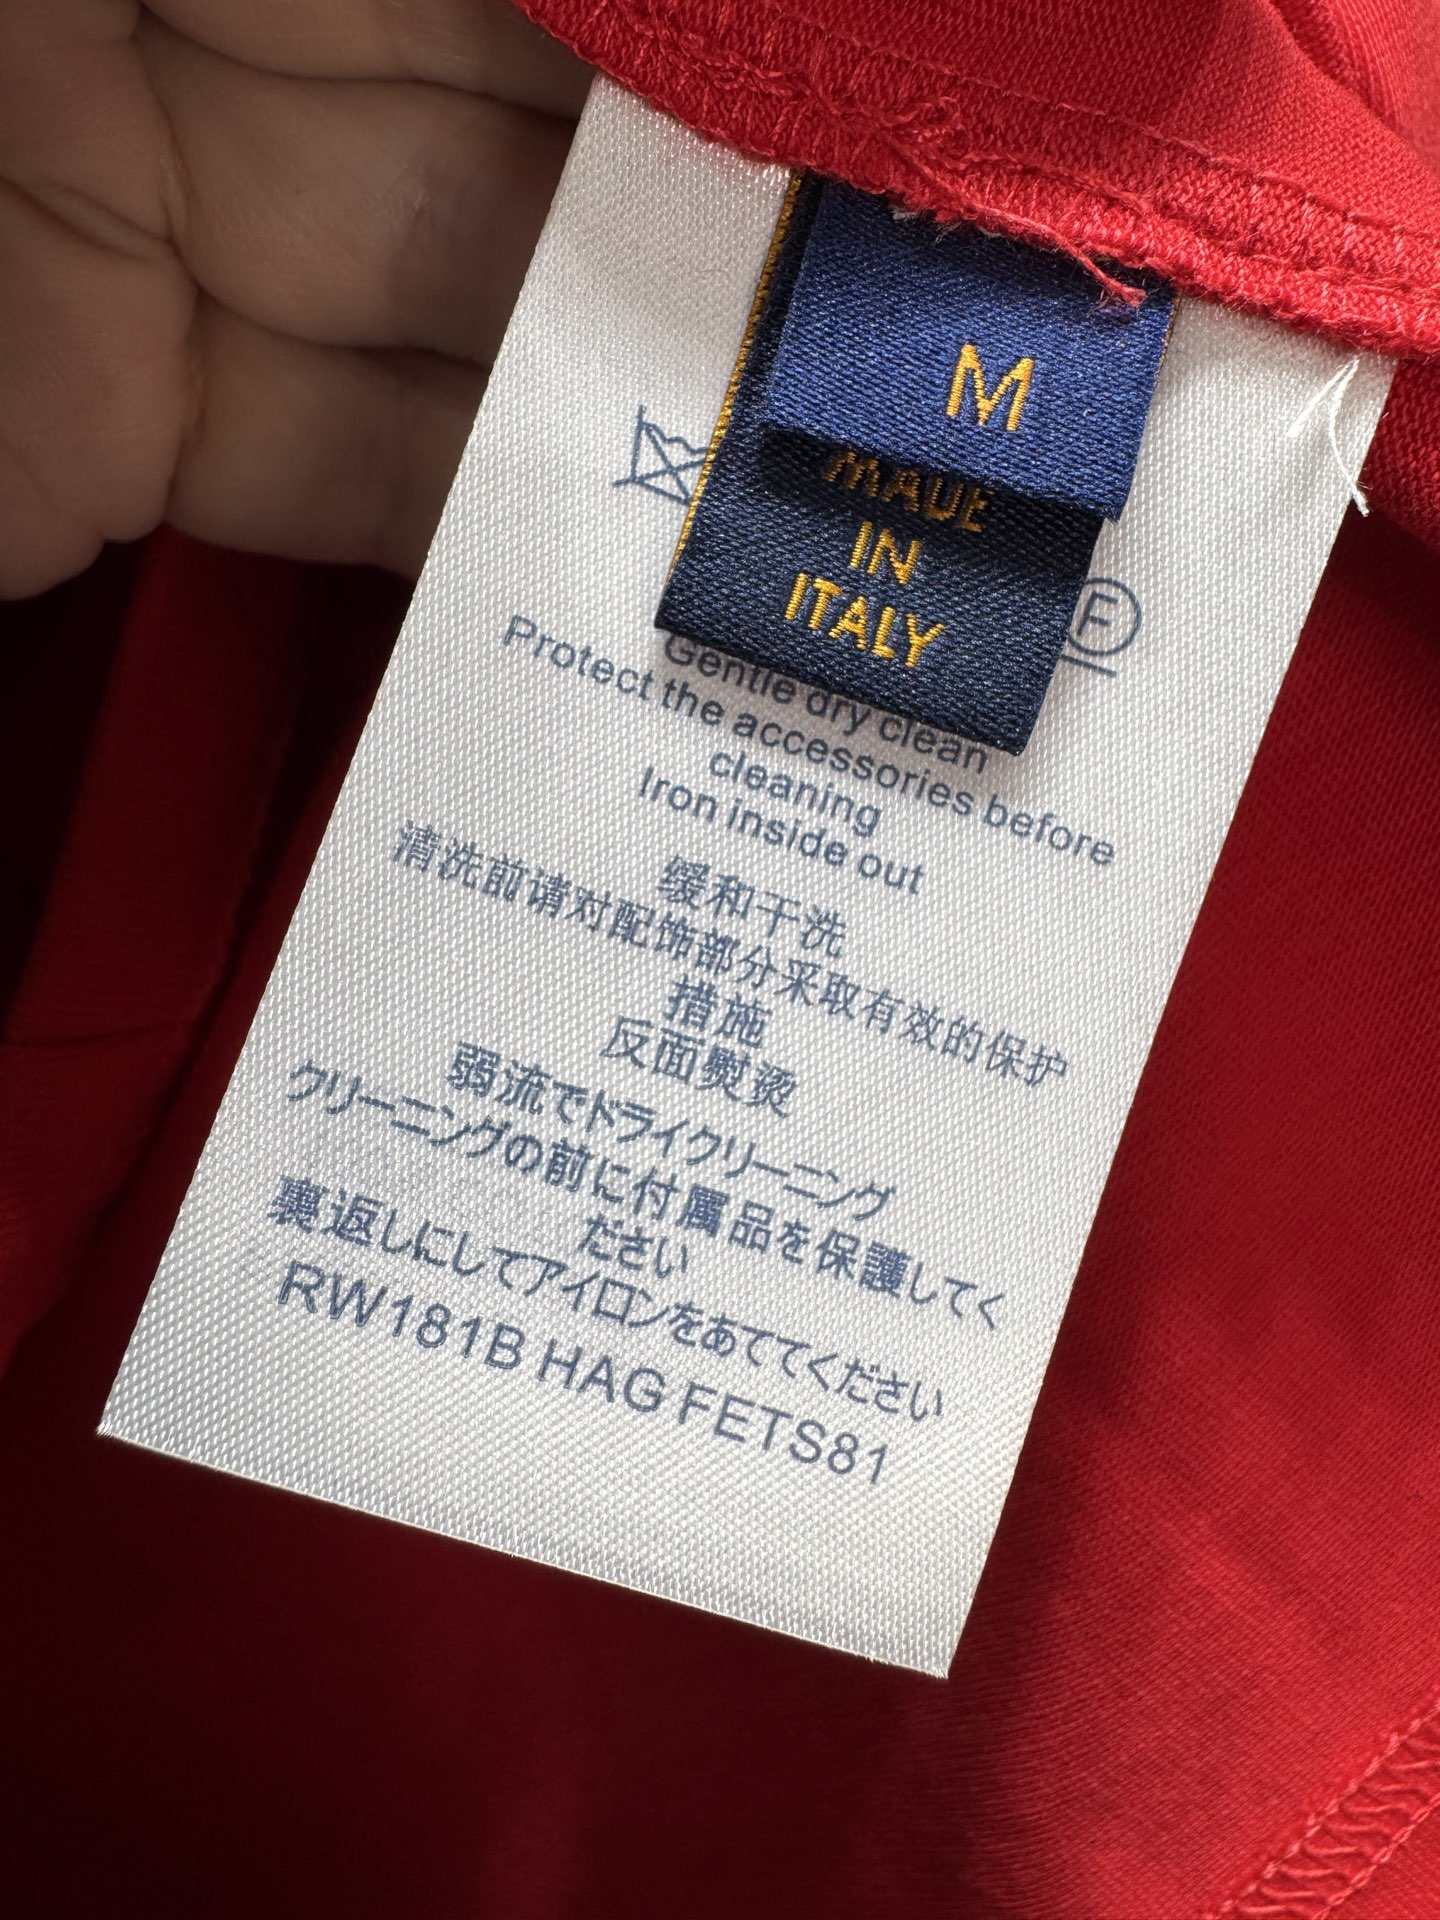 M
MADE
IN
ITALY
F
Gentle dry clean
Protect the accessories before
cleaning
Iron inside out
缓和干洗
清洗前请对配饰部分采取有效的保护
措施
反面熨烫
弱流でドライクリーニング
クリーニングの前に付属品を保護してく
ださい
裏返しにしてアイロンをあててください
RW181B HAG FETS81